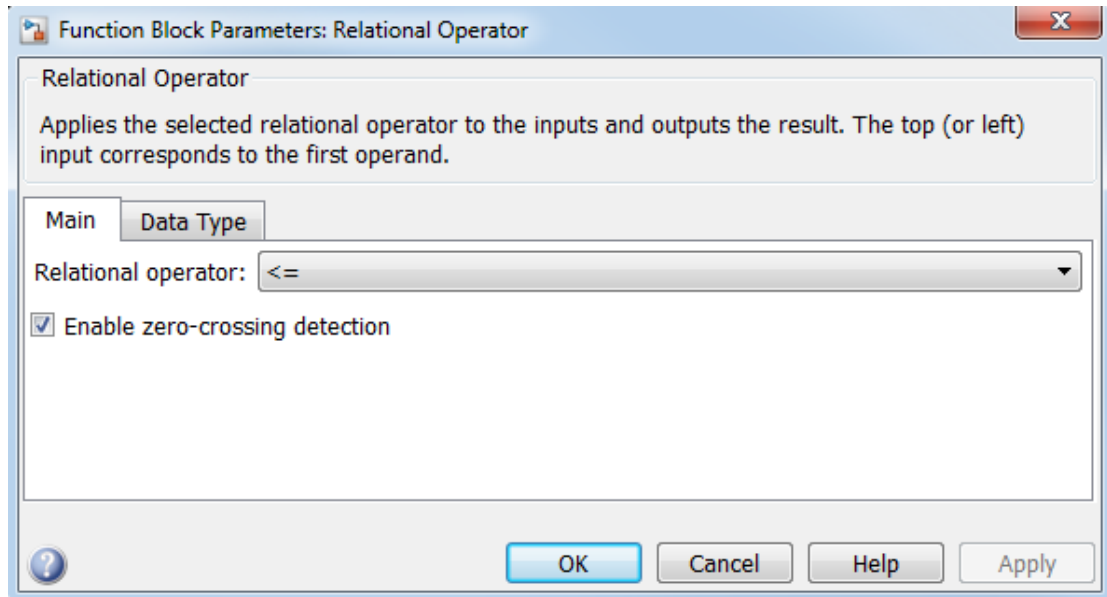 Function Block Parameters: Relational Operator
Relational Operator
Applies the selected relational operator to the inputs and outputs the result. The top (or left)
input corresponds to the first operand.
Main Data Type
Relational operator: <=
Enable zero-crossing detection
? OK Cancel Help Apply